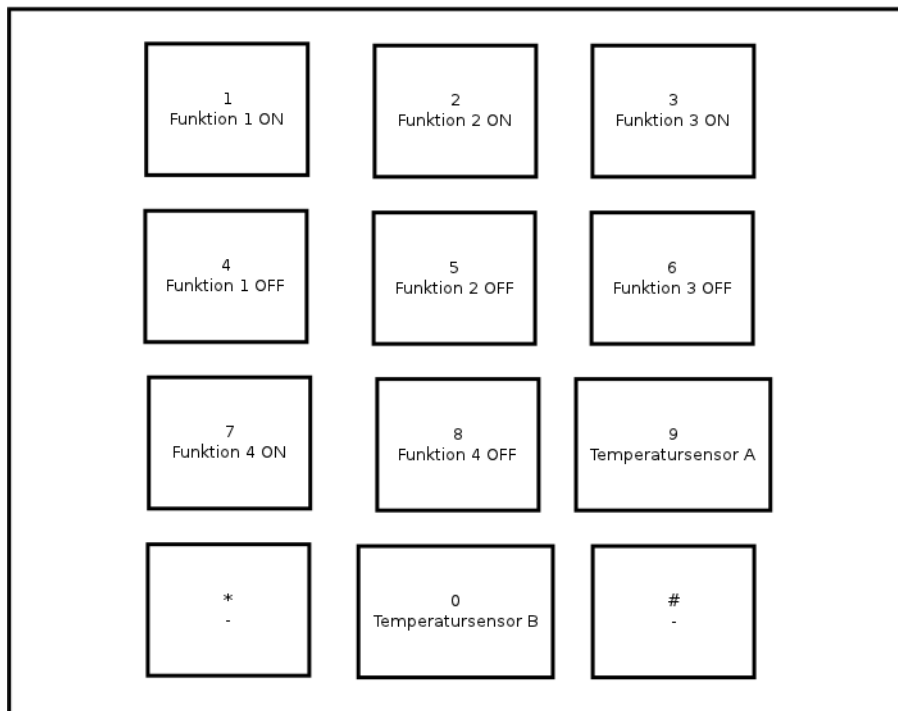 1
Funktion 1 ON
2
Funktion 2 ON
3
Funktion 3 ON
4
Funktion 1 OFF
5
Funktion 2 OFF
6
Funktion 3 OFF
7
Funktion 4 ON
8
Funktion 4 OFF
9
Temperatursensor A
*
-
0
Temperatursensor B
#
-